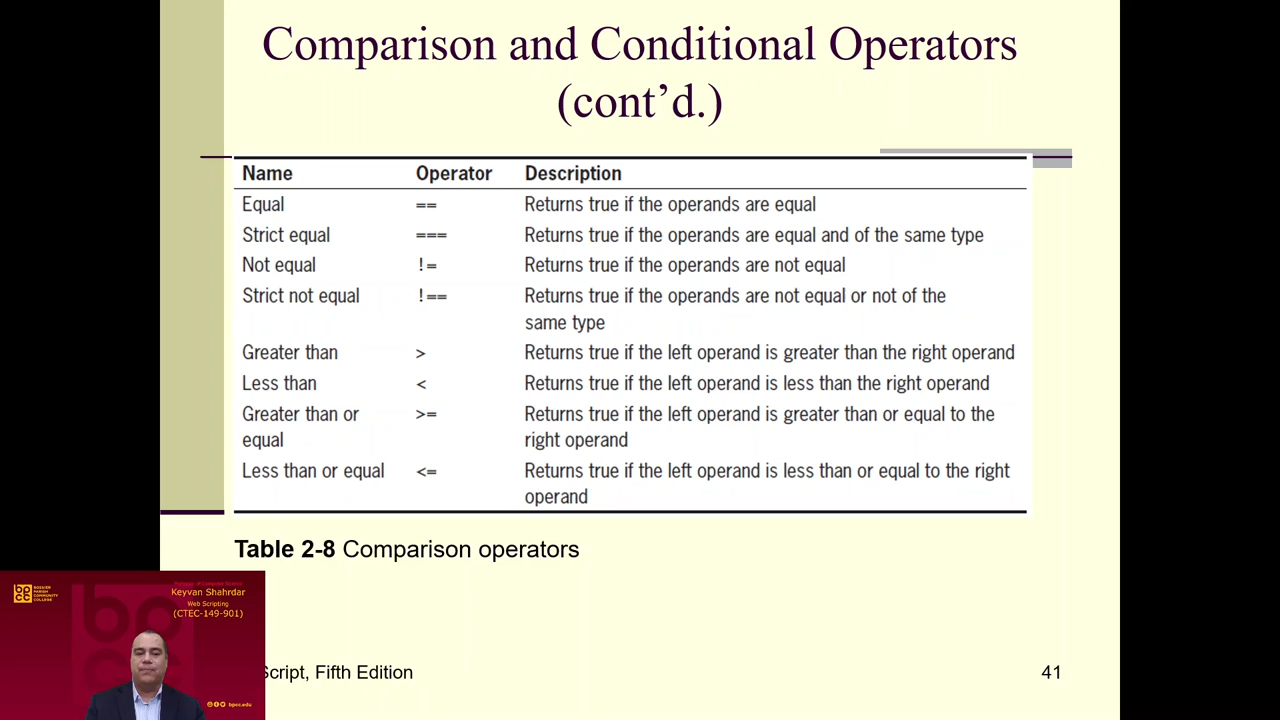 Comparison and Conditional Operators
(cont'd.)
Name Operator Description
Equal == Returns true if the operands are equal
Strict equal === Returns true if the operands are equal and of the same type
Not equal != Returns true if the operands are not equal
Strict not equal !== Returns true if the operands are not equal or not of the
same type
Greater than > Returns true if the left operand is greater than the right operand
Less than < Returns true if the left operand is less than the right operand
Greater than or >= Returns true if the left operand is greater than or equal to the
equal right operand
Less than or equal <= Returns true if the left operand is less than or equal to the right
operand
Table 2-8 Comparison operators
bpcc
BOSSIER
PARISH
COMMUNITY
COLLEGE
Professor of Computer Science
Keyvan Shahrdar
Web Scripting
(CTEC-149-901)
bpcc.edu
Script, Fifth Edition
41